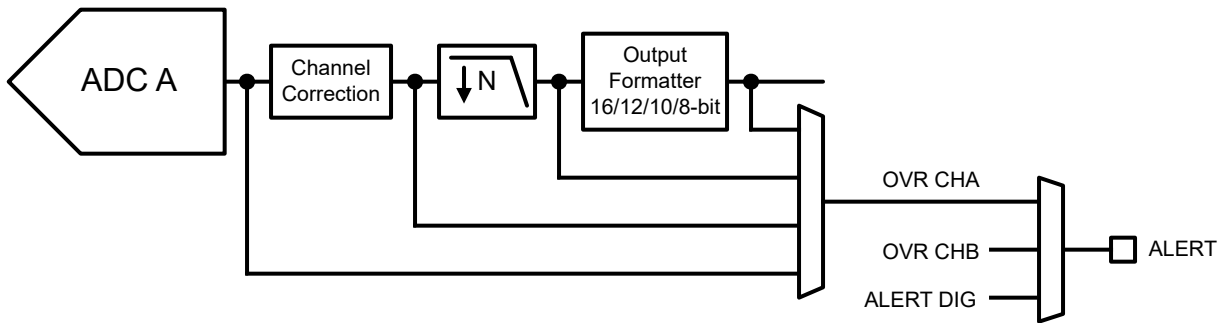 ADC A
Channel
Correction
N
Output
Formatter
16/12/10/8-bit
OVR CHA
OVR CHB
ALERT DIG
ALERT